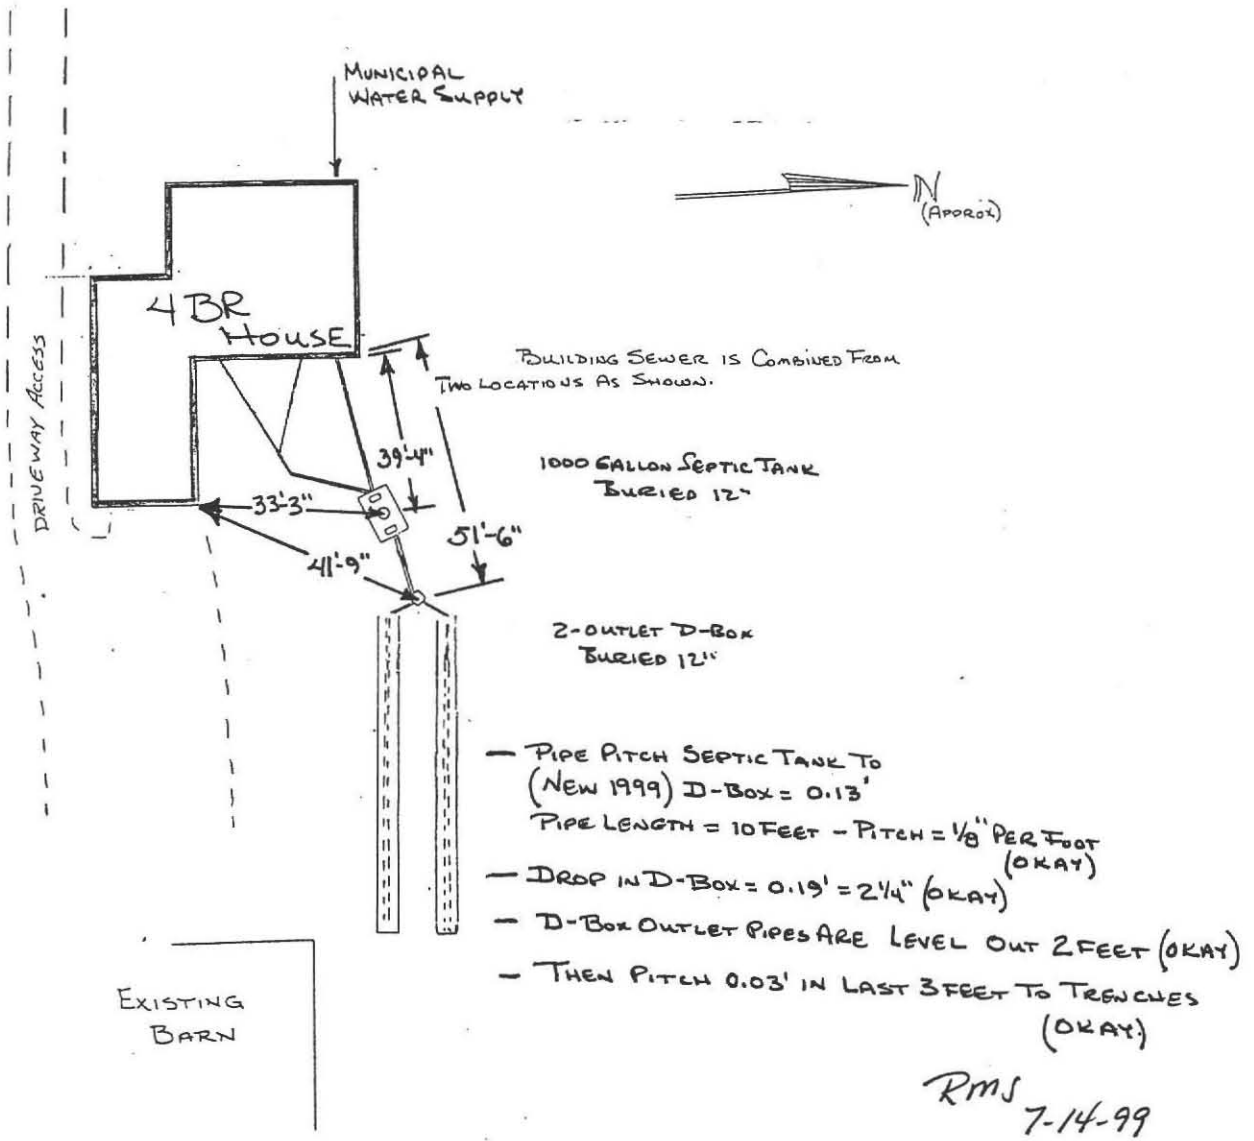 MUNICIPAL
WATER SUPPLY
N
(APPROX)
4 BR
HOUSE
DRIVEWAY ACCESS
BUILDING SEWER IS COMBINED FROM
TWO LOCATIONS AS SHOWN.
39'-4"
1000 GALLON SEPTIC TANK
BURIED 12"
33'-3"
51'-6"
41'-9"
2-OUTLET D-BOX
BURIED 12"
- PIPE PITCH SEPTIC TANK TO
(NEW 1999) D-BOX = 0.13'
PIPE LENGTH = 10 FEET - PITCH = 1/8" PER FOOT
(OKAY)
- DROP IN D-BOX = 0.19' = 2 1/4" (OKAY)
- D-BOX OUTLET PIPES ARE LEVEL OUT 2 FEET (OKAY)
- THEN PITCH 0.03' IN LAST 3 FEET TO TRENCHES
(OKAY.)
EXISTING
BARN
RMS
7-14-99